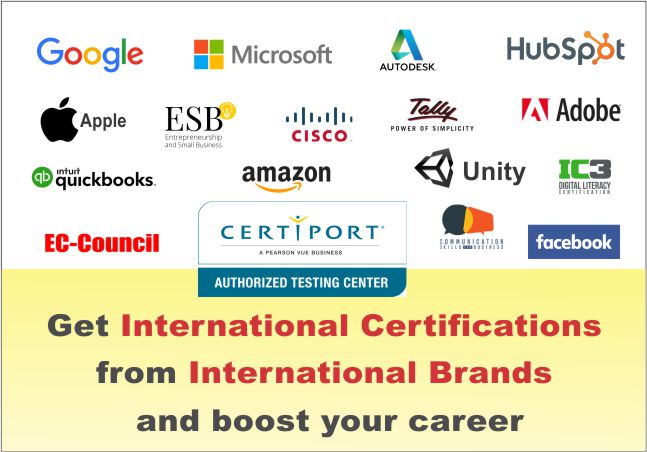 Google
Microsoft
AUTODESK
HubSpot
Apple
ESB
Entrepreneurship
and Small Business
CISCO
Tally
POWER OF SIMPLICITY
Adobe
intuit
qb quickbooks.
amazon
Unity
IC3
DIGITAL LITERACY
CERTIFICATION
EC-Council
CERTIPORT®
A PEARSON VUE BUSINESS
AUTHORIZED TESTING CENTER
COMMUNICATION
SKILLS FOR BUSINESS
facebook
Get International Certifications
from International Brands
and boost your career